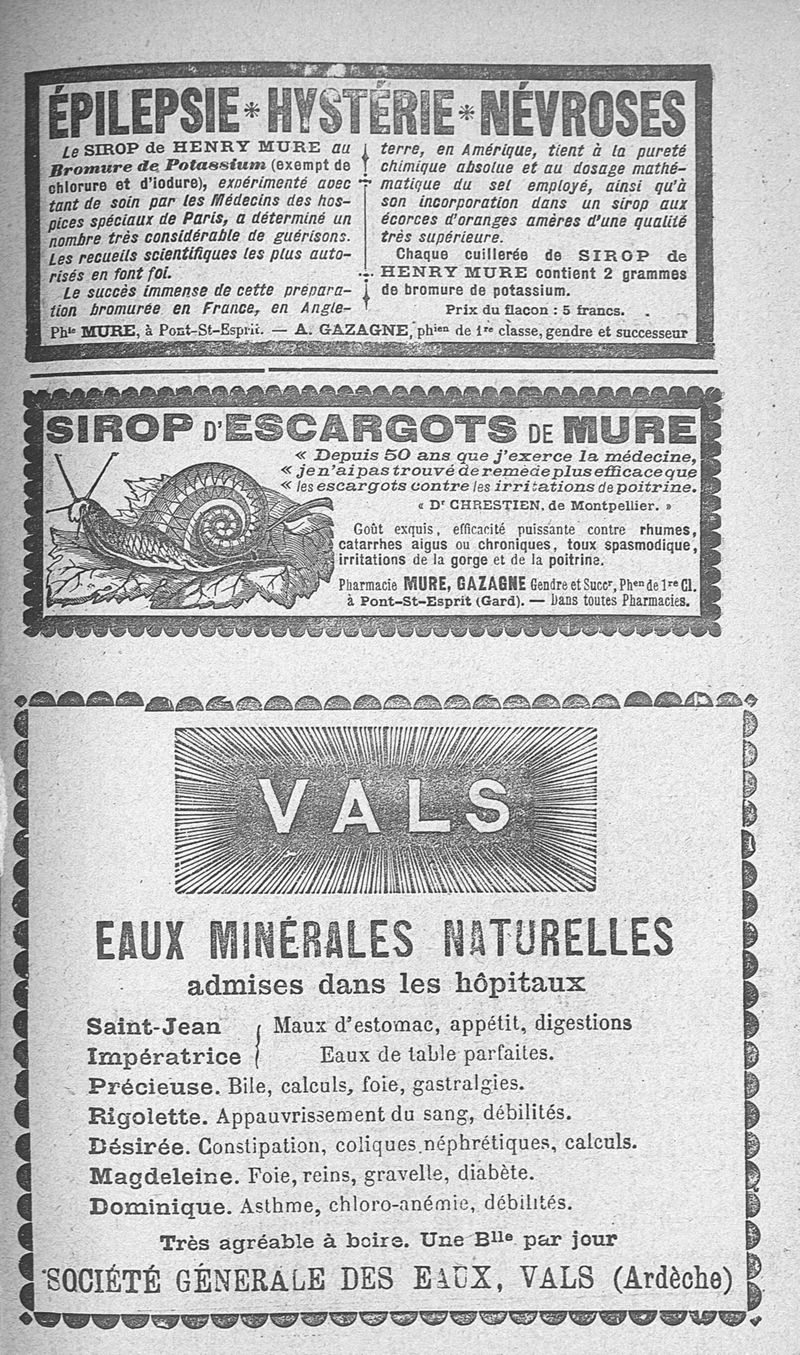 ÉPILEPSIE * HYSTÉRIE * NÉVROSES
Le SIROP de HENRY MURE au
Bromure de Potassium (exempt de
chlorure et d'iodure), expérimenté avec
tant de soin par les Médecins des hos-
pices spéciaux de Paris, a déterminé un
nombre très considérable de guérisons.
Les recueils scientifiques les plus auto-
risés en font foi.
Le succès immense de cette prépara-
tion bromurée en France, en Angle-
terre, en Amérique, tient à la pureté
chimique absolue et au dosage mathé-
matique du sel employé, ainsi qu'à
son incorporation dans un sirop aux
écorces d'oranges amères d'une qualité
très supérieure.
Chaque cuillerée de SIROP de
HENRY MURE contient 2 grammes
de bromure de potassium.
Prix du flacon : 5 francs.
Phie MURE, à Pont-St-Esprit. — A. GAZAGNE, phien de 1re classe, gendre et successeur
SIROP D'ESCARGOTS DE MURE
« Depuis 50 ans que j'exerce la médecine,
« je n'ai pas trouvé de remède plus efficace que
« les escargots contre les irritations de poitrine.
« Dr CHRESTIEN, de Montpellier. »
Goût exquis, efficacité puissante contre rhumes,
catarrhes aigus ou chroniques, toux spasmodique,
irritations de la gorge et de la poitrine.
Pharmacie MURE, GAZAGNE Gendre et Succr, Phen de 1re Cl.
à Pont-St-Esprit (Gard). — Dans toutes Pharmacies.
VALS
EAUX MINÉRALES NATURELLES
admises dans les hôpitaux
Saint-Jean } Maux d'estomac, appétit, digestions
Impératrice } Eaux de table parfaites.
Précieuse. Bile, calculs, foie, gastralgies.
Rigolette. Appauvrissement du sang, débilités.
Désirée. Constipation, coliques néphrétiques, calculs.
Magdeleine. Foie, reins, gravelle, diabète.
Dominique. Asthme, chloro-anémie, débilités.
Très agréable à boire. Une Blle par jour
SOCIÉTÉ GÉNERALE DES EAUX, VALS (Ardèche)